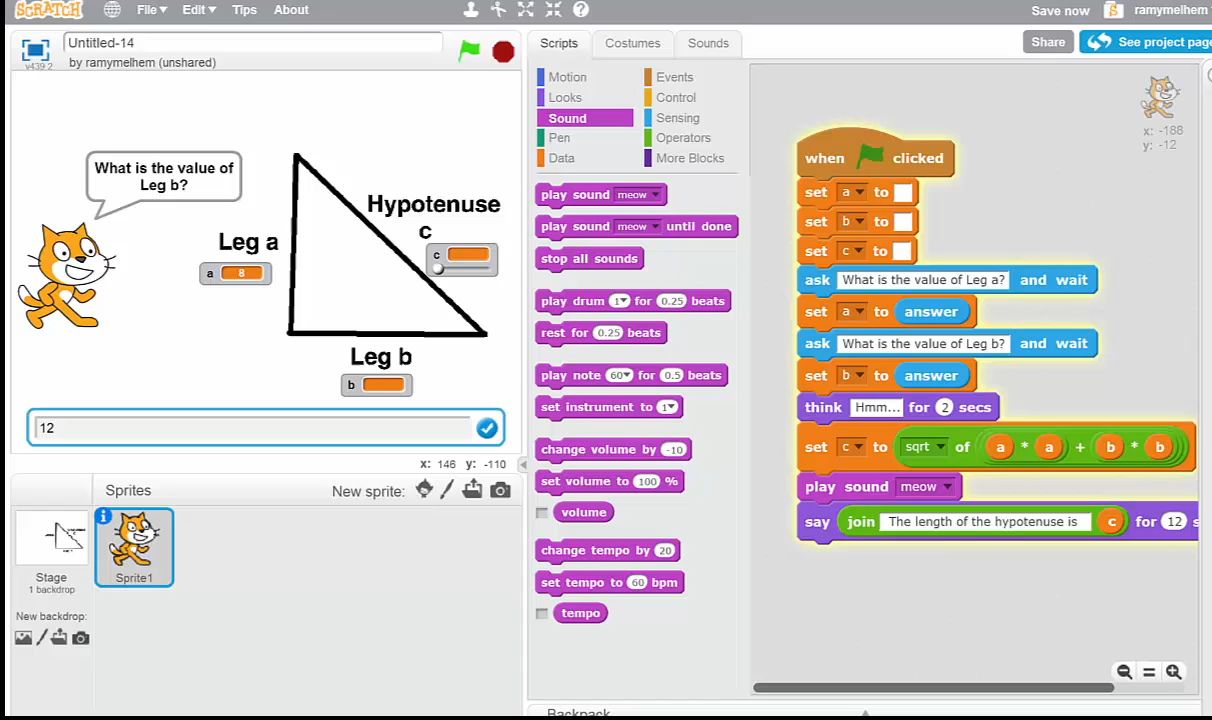 SCRATCH File Edit Tips About Save now ramymelhem
v439.2 Untitled-14
by ramymelhem (unshared)
Scripts Costumes Sounds
Share See project page
What is the value of
Leg b?
Leg a
a 8
Hypotenuse
c
c
Leg b
b
12
x: 146 y: -110
Sprites New sprite:
Stage
1 backdrop
New backdrop:
Sprite1
Motion Events
Looks Control
Sound Sensing
Pen Operators
Data More Blocks
play sound meow
play sound meow until done
stop all sounds
play drum 1 for 0.25 beats
rest for 0.25 beats
play note 60 for 0.5 beats
set instrument to 1
change volume by -10
set volume to 100 %
volume
change tempo by 20
set tempo to 60 bpm
tempo
x: -188
y: -12
when clicked
set a to
set b to
set c to
ask What is the value of Leg a? and wait
set a to answer
ask What is the value of Leg b? and wait
set b to answer
think Hmm... for 2 secs
set c to sqrt of a * a + b * b
play sound meow
say join The length of the hypotenuse is c for 12 s
Backpack